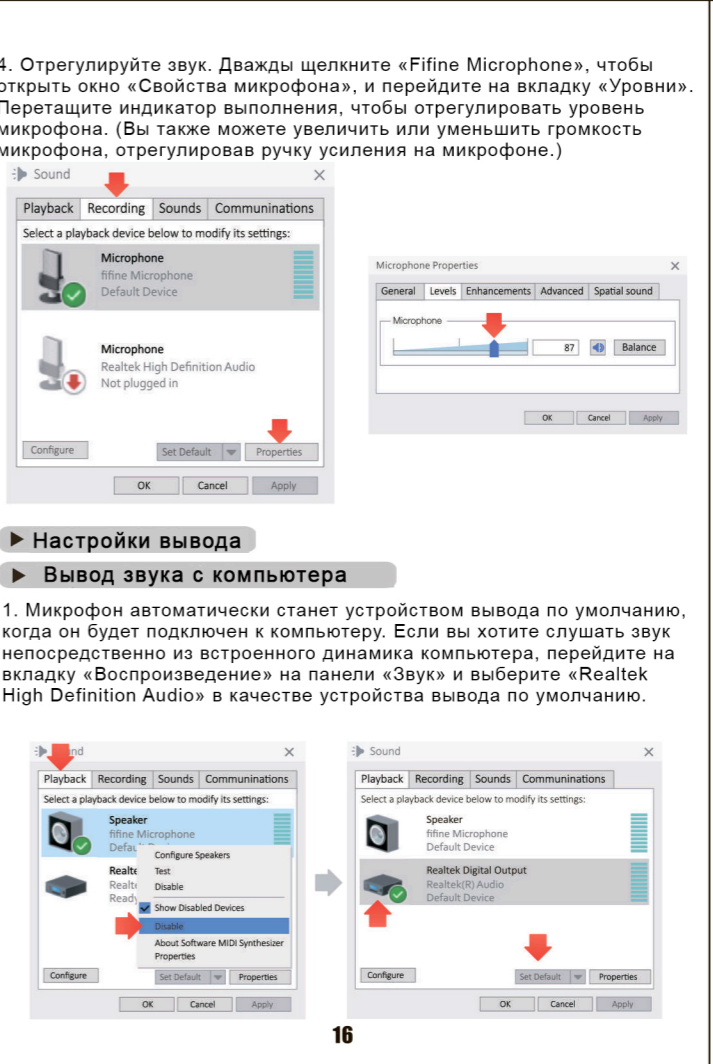 4. Отрегулируйте звук. Дважды щелкните «Fifine Microphone», чтобы
открыть окно «Свойства микрофона», и перейдите на вкладку «Уровни».
Перетащите индикатор выполнения, чтобы отрегулировать уровень
микрофона. (Вы также можете увеличить или уменьшить громкость
микрофона, отрегулировав ручку усиления на микрофоне.)
Sound
Playback Recording Sounds Communinations
Select a playback device below to modify its settings:
Microphone
fifine Microphone
Default Device
Microphone
Realtek High Definition Audio
Not plugged in
Configure Set Default Properties
OK Cancel Apply
Microphone Properties
General Levels Enhancements Advanced Spatial sound
Microphone
87 Balance
OK Cancel Apply
Настройки вывода
Вывод звука с компьютера
1. Микрофон автоматически станет устройством вывода по умолчанию,
когда он будет подключен к компьютеру. Если вы хотите слушать звук
непосредственно из встроенного динамика компьютера, перейдите на
вкладку «Воспроизведение» на панели «Звук» и выберите «Realtek
High Definition Audio» в качестве устройства вывода по умолчанию.
Playback Recording Sounds Communinations
Select a playback device below to modify its settings:
Speaker
fifine Microphone
Configure Speakers
Test
Disable
Ready
Show Disabled Devices
Disable
About Software MIDI Synthesizer
Properties
Configure Set Default Properties
OK Cancel Apply
Sound
Playback Recording Sounds Communinations
Select a playback device below to modify its settings:
Speaker
fifine Microphone
Default Device
Realtek Digital Output
Realtek(R) Audio
Default Device
Configure Set Default Properties
OK Cancel Apply
16